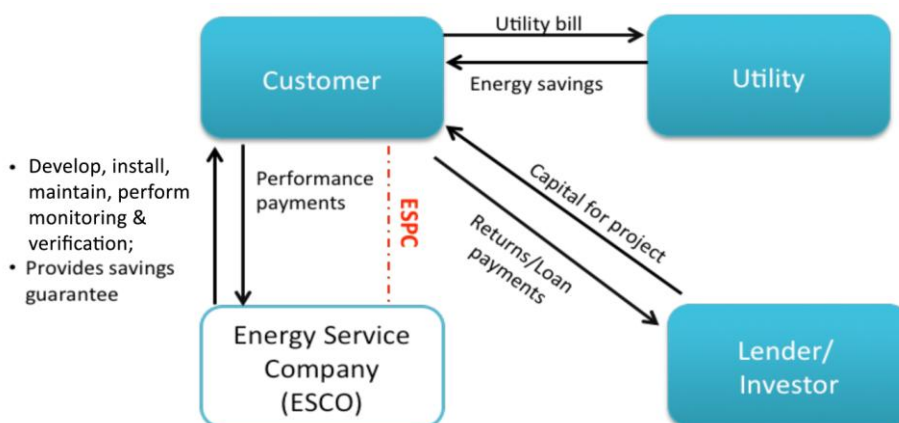 Customer
Utility bill
Energy savings
Utility
• Develop, install,
maintain, perform
monitoring &
verification;
• Provides savings
guarantee
Performance
payments
ESPC
Capital for project
Returns/Loan
payments
Energy Service
Company
(ESCO)
Lender/
Investor